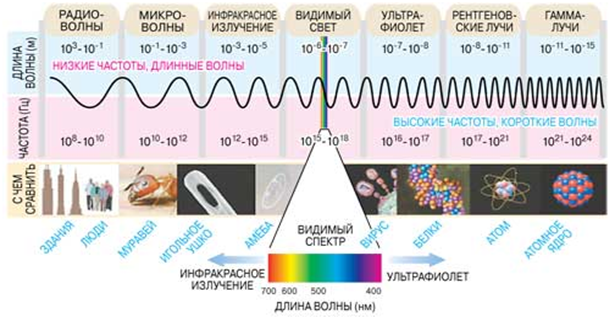 РАДИО-
ВОЛНЫ
МИКРО-
ВОЛНЫ
ИНФРАКРАСНОЕ
ИЗЛУЧЕНИЕ
ВИДИМЫЙ
СВЕТ
УЛЬТРА-
ФИОЛЕТ
РЕНТГЕНОВ-
СКИЕ ЛУЧИ
ГАММА-
ЛУЧИ
ДЛИНА
ВОЛНЫ (м)
10³-10⁻¹
10⁻¹-10⁻³
10⁻³-10⁻⁵
10⁻⁶-10⁻⁷
10⁻⁷-10⁻⁸
10⁻⁸-10⁻¹¹
10⁻¹¹-10⁻¹⁵
НИЗКИЕ ЧАСТОТЫ, ДЛИННЫЕ ВОЛНЫ
ВЫСОКИЕ ЧАСТОТЫ, КОРОТКИЕ ВОЛНЫ
ЧАСТОТА (Гц)
10⁸-10¹⁰
10¹⁰-10¹²
10¹²-10¹⁵
10¹⁵-10¹⁸
10¹⁶-10¹⁷
10¹⁷-10²¹
10²¹-10²⁴
С ЧЕМ
СРАВНИТЬ
ЗДАНИЯ
ЛЮДИ
МУРАВЕЙ
ИГОЛЬНОЕ
УШКО
АМЁБА
ВИРУС
БЕЛКИ
АТОМ
АТОМНОЕ
ЯДРО
ВИДИМЫЙ
СПЕКТР
ИНФРАКРАСНОЕ
ИЗЛУЧЕНИЕ
УЛЬТРАФИОЛЕТ
700 600 500 400
ДЛИНА ВОЛНЫ (нм)